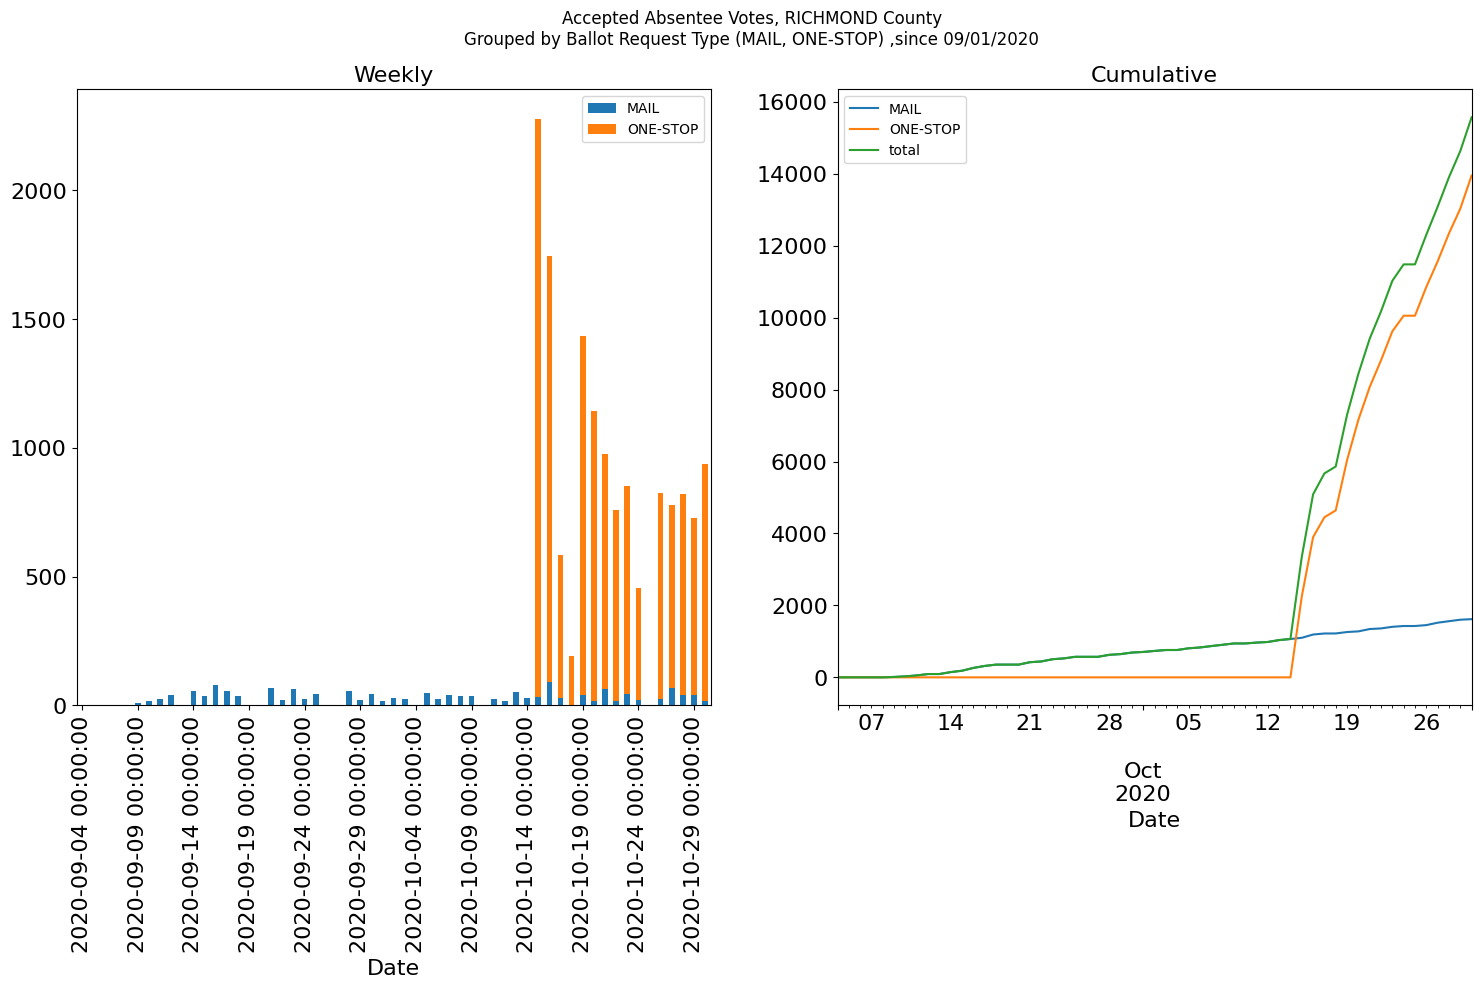 Accepted Absentee Votes, RICHMOND County
Grouped by Ballot Request Type (MAIL, ONE-STOP) ,since 09/01/2020
Weekly
MAIL
ONE-STOP
2000
1500
1000
500
0
2020-09-04 00:00:00
2020-09-09 00:00:00
2020-09-14 00:00:00
2020-09-19 00:00:00
2020-09-24 00:00:00
2020-09-29 00:00:00
2020-10-04 00:00:00
2020-10-09 00:00:00
2020-10-14 00:00:00
2020-10-19 00:00:00
2020-10-24 00:00:00
2020-10-29 00:00:00
Date
Cumulative
MAIL
ONE-STOP
total
16000
14000
12000
10000
8000
6000
4000
2000
0
07 14 21 28 05 12 19 26
Oct
2020
Date